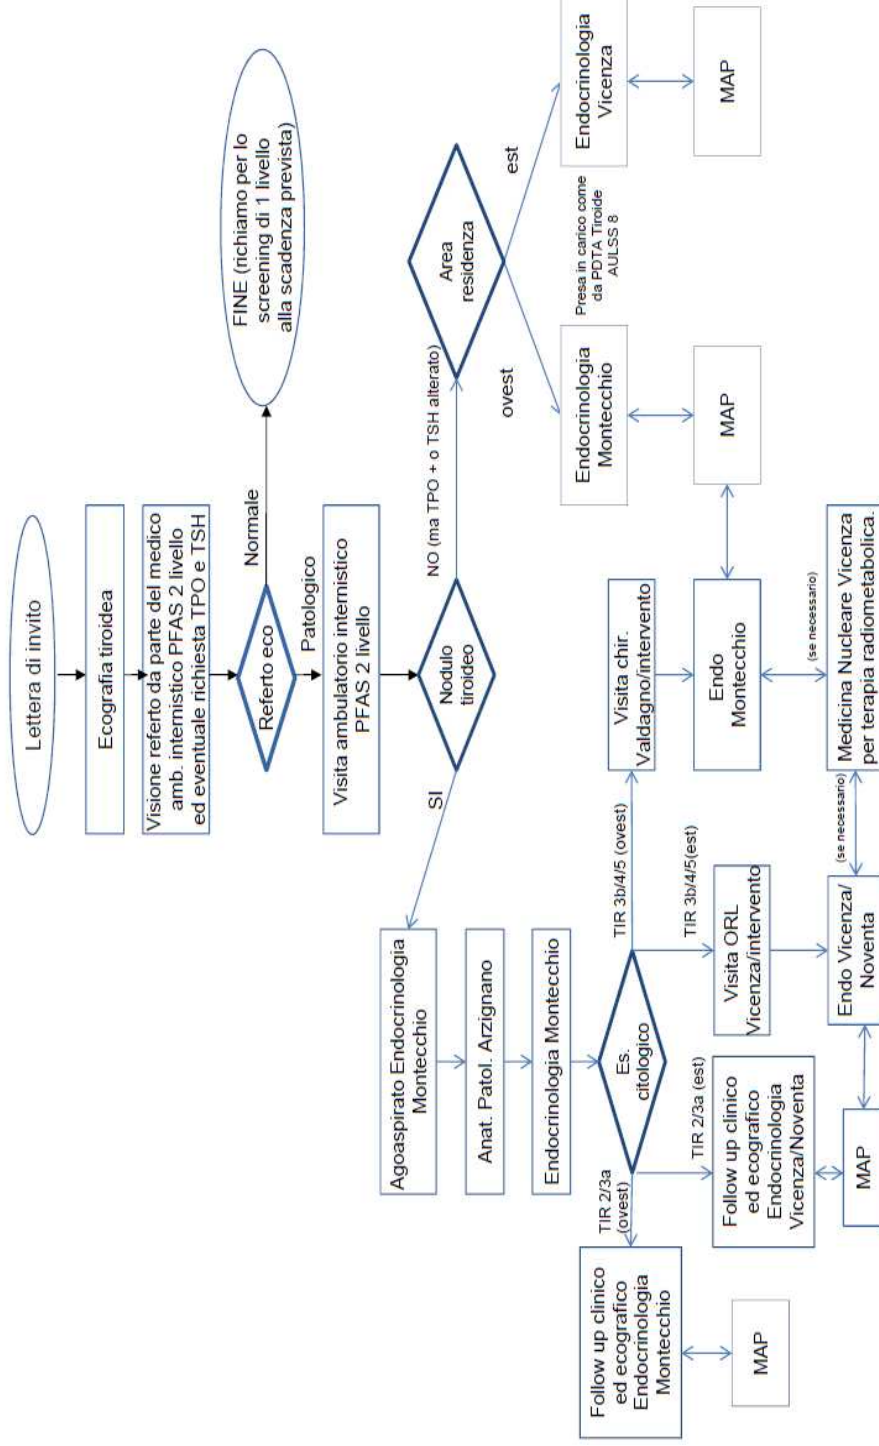 Lettera di invito
Ecografia tiroidea
Visione referto da parte del medico
amb. internistico PFAS 2 livello
ed eventuale richiesta TPO e TSH
Referto eco
Normale
FINE (richiamo per lo
screening di 1 livello
alla scadenza prevista)
Patologico
Visita ambulatorio internistico
PFAS 2 livello
Nodulo
tiroideo
SI
NO (ma TPO + o TSH alterato)
Area
residenza
ovest
est
Agoaspirato Endocrinologia
Montecchio
Anat. Patol. Arzignano
Endocrinologia Montecchio
Endocrinologia
Montecchio
Presa in carico come
da PDTA Tiroide
AULSS 8
Endocrinologia
Vicenza
MAP
MAP
Es.
citologico
TIR 2/3a
(ovest)
TIR 2/3a (est)
TIR 3b/4/5 (ovest)
TIR 3b/4/5(est)
Visita chir.
Valdagno/intervento
Follow up clinico
ed ecografico
Endocrinologia
Montecchio
MAP
Follow up clinico
ed ecografico
Endocrinologia
Vicenza/Noventa
MAP
Visita ORL
Vicenza/intervento
Endo
Montecchio
Endo Vicenza/
Noventa
(se necessario)
(se necessario)
Medicina Nucleare Vicenza
per terapia radiometabolica.